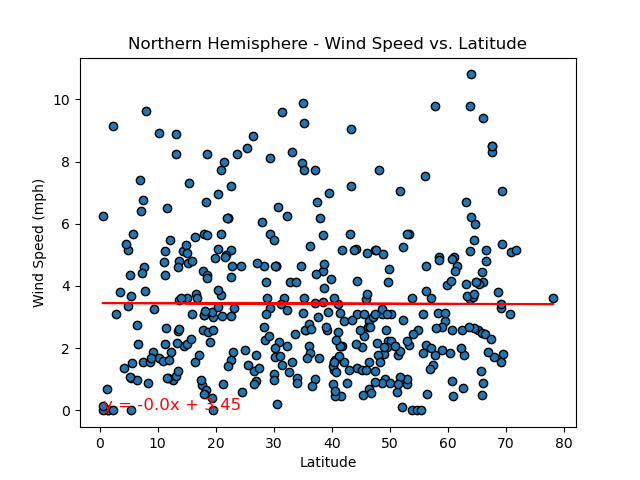 Northern Hemisphere - Wind Speed vs. Latitude
Wind Speed (mph)
10
8
6
4
2
0
y = -0.0x + 3.45
0 10 20 30 40 50 60 70 80
Latitude